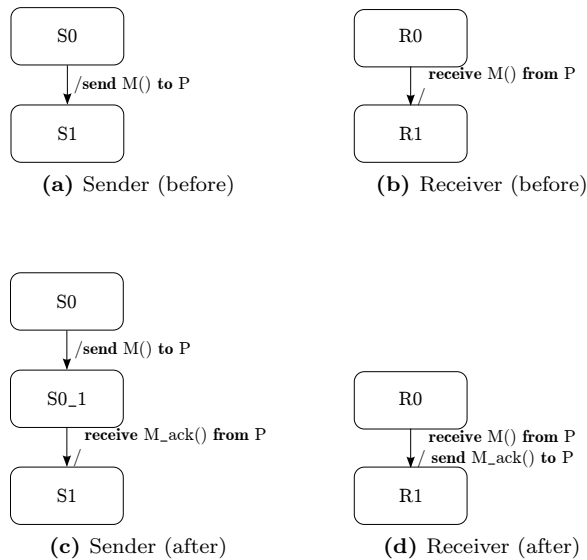 S0
/send M() to P
S1
(a) Sender (before)
R0
receive M() from P
/
R1
(b) Receiver (before)
S0
/send M() to P
S0_1
receive M_ack() from P
/
S1
(c) Sender (after)
R0
receive M() from P
/ send M_ack() to P
R1
(d) Receiver (after)